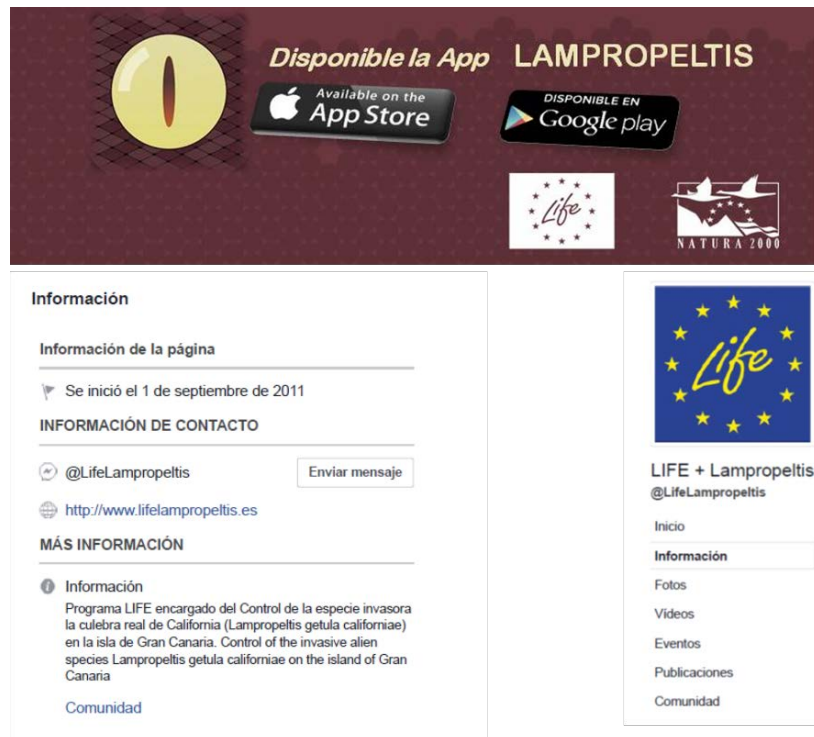 Disponible la App LAMPROPELTIS
Available on the
App Store
DISPONIBLE EN
Google play
Life
NATURA 2000
Información
Información de la página
Se inició el 1 de septiembre de 2011
INFORMACIÓN DE CONTACTO
@LifeLampropeltis
Enviar mensaje
http://www.lifelampropeltis.es
MÁS INFORMACIÓN
Información
Programa LIFE encargado del Control de la especie invasora
la culebra real de California (Lampropeltis getula californiae)
en la isla de Gran Canaria. Control of the invasive alien
species Lampropeltis getula californiae on the island of Gran
Canaria
Comunidad
Life
LIFE + Lampropeltis
@LifeLampropeltis
Inicio
Información
Fotos
Vídeos
Eventos
Publicaciones
Comunidad